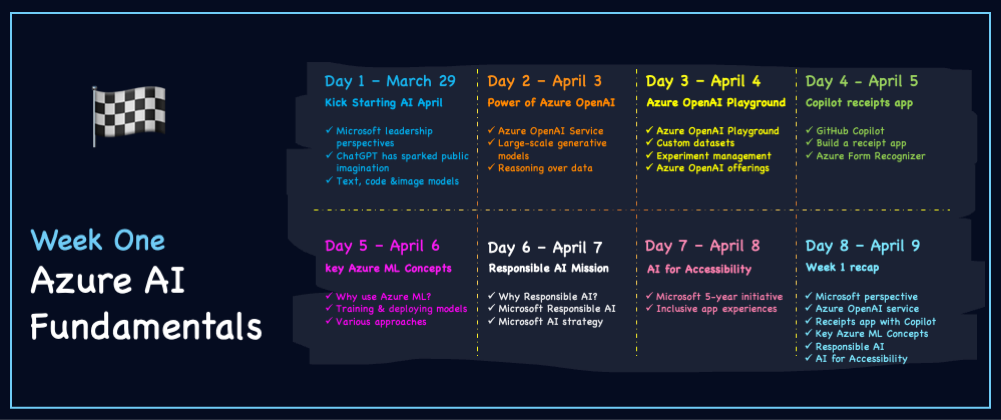 Week One
Azure AI
Fundamentals
Day 1 – March 29
Kick Starting AI April
✓ Microsoft leadership
perspectives
✓ ChatGPT has sparked public
imagination
✓ Text, code &image models
Day 2 – April 3
Power of Azure OpenAI
✓ Azure OpenAI Service
✓ Large-scale generative
models
✓ Reasoning over data
Day 3 – April 4
Azure OpenAI Playground
✓ Azure OpenAI Playground
✓ Custom datasets
✓ Experiment management
✓ Azure OpenAI offerings
Day 4 – April 5
Copilot receipts app
✓ GitHub Copilot
✓ Build a receipt app
✓ Azure Form Recognizer
Day 5 – April 6
key Azure ML Concepts
✓ Why use Azure ML?
✓ Training & deploying models
✓ Various approaches
Day 6 – April 7
Responsible AI Mission
✓ Why Responsible AI?
✓ Microsoft Responsible AI
✓ Microsoft AI strategy
Day 7 – April 8
AI for Accessibility
✓ Microsoft 5-year initiative
✓ Inclusive app experiences
Day 8 – April 9
Week 1 recap
✓ Microsoft perspective
✓ Azure OpenAI service
✓ Receipts app with Copilot
✓ Key Azure ML Concepts
✓ Responsible AI
✓ AI for Accessibility